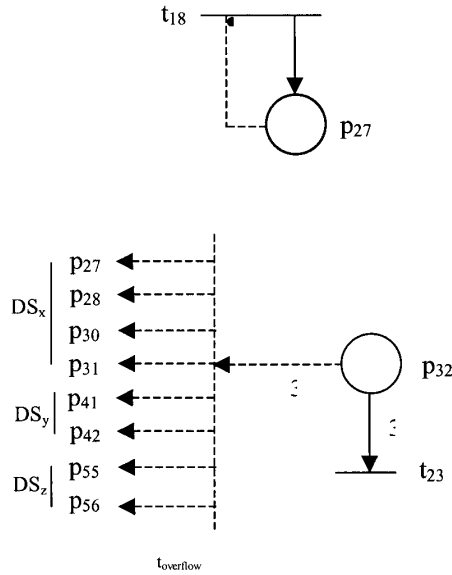 t18
p27
p27
p28
DSx
p30
p31
p32
p41
DSy
p42
p55
t23
DSz
p56
toverflow